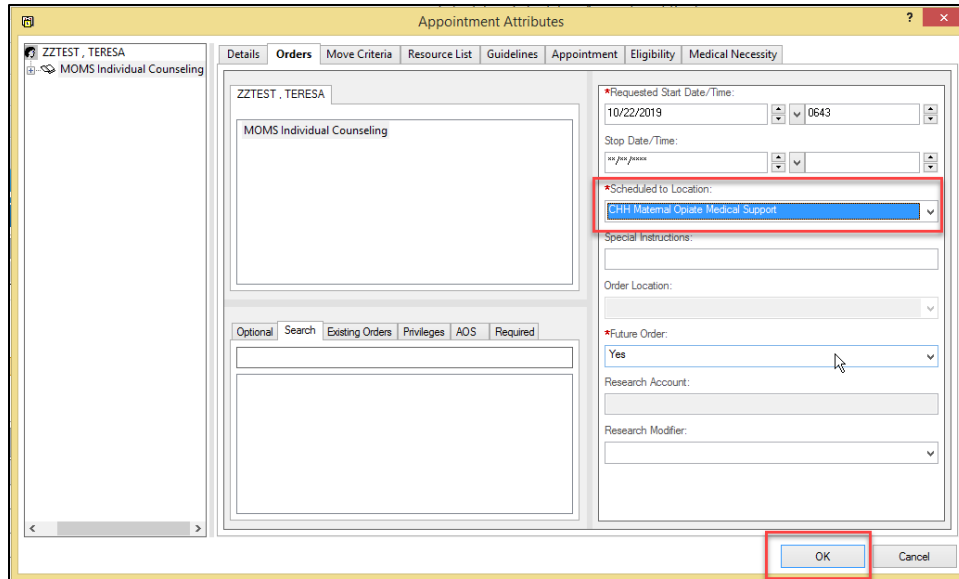 Appointment Attributes
?
ZZTEST , TERESA
MOMS Individual Counseling
Details Orders Move Criteria Resource List Guidelines Appointment Eligibility Medical Necessity
ZZTEST , TERESA
MOMS Individual Counseling
*Requested Start Date/Time:
10/22/2019 0643
Stop Date/Time:
**/**/****
*Scheduled to Location:
CHH Maternal Opiate Medical Support
Special Instructions:
Order Location:
Optional Search Existing Orders Privileges AOS Required
*Future Order:
Yes
Research Account:
Research Modifier:
OK Cancel